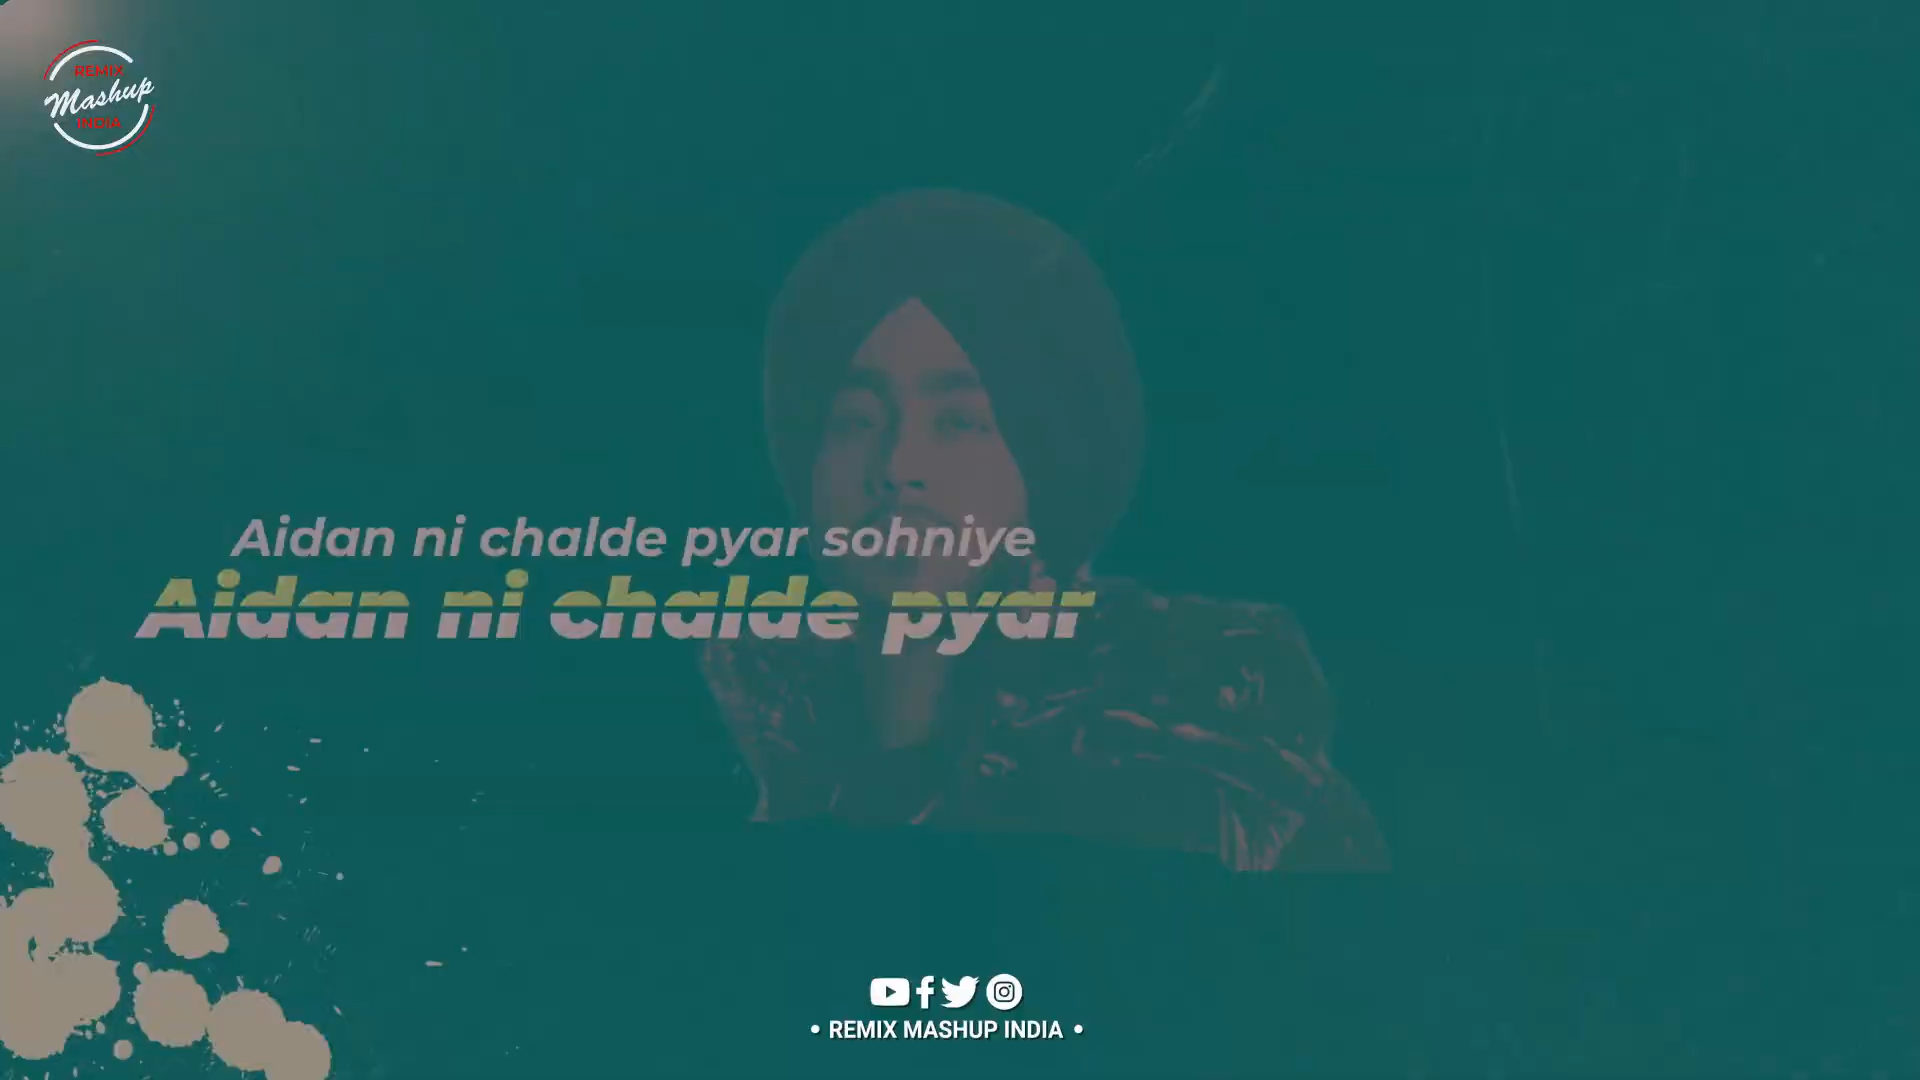 REMIX
Mashup
INDIA
Aidan ni chalde pyar sohniye
Aidan ni chalde pyar
• REMIX MASHUP INDIA •